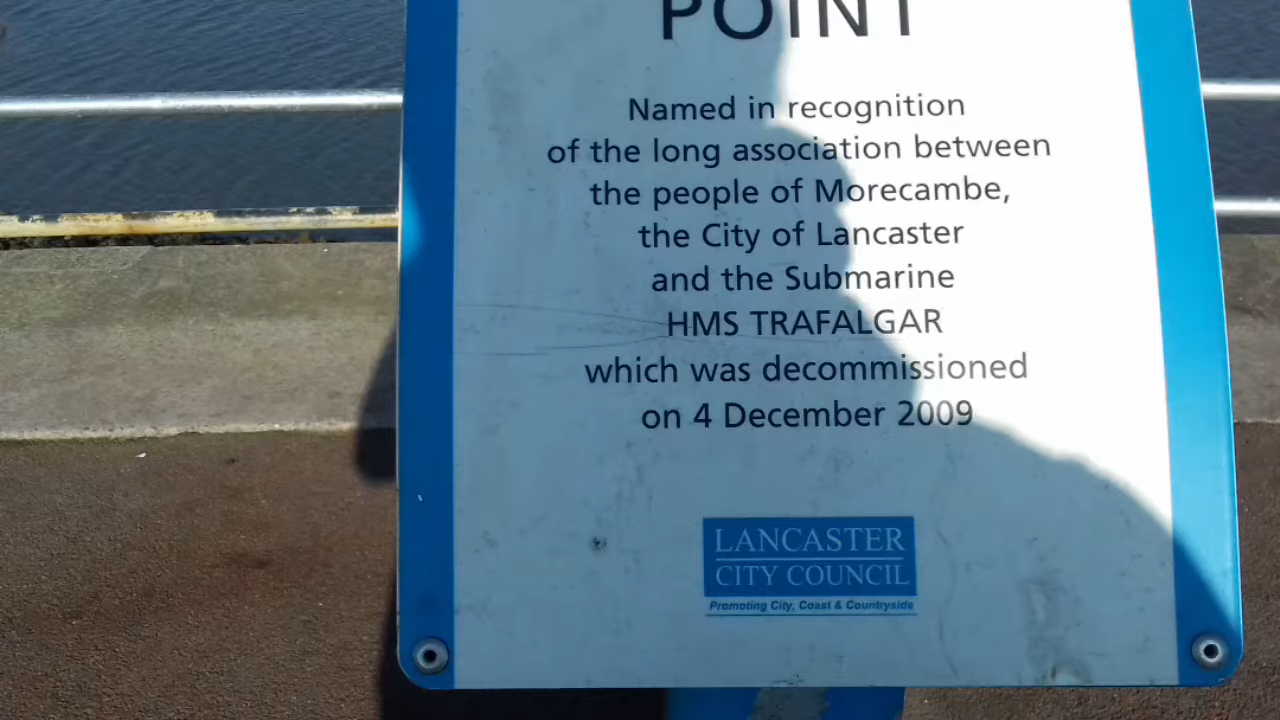 POINT
Named in recognition
of the long association between
the people of Morecambe,
the City of Lancaster
and the Submarine
HMS TRAFALGAR
which was decommissioned
on 4 December 2009
LANCASTER
CITY COUNCIL
Promoting City, Coast & Countryside